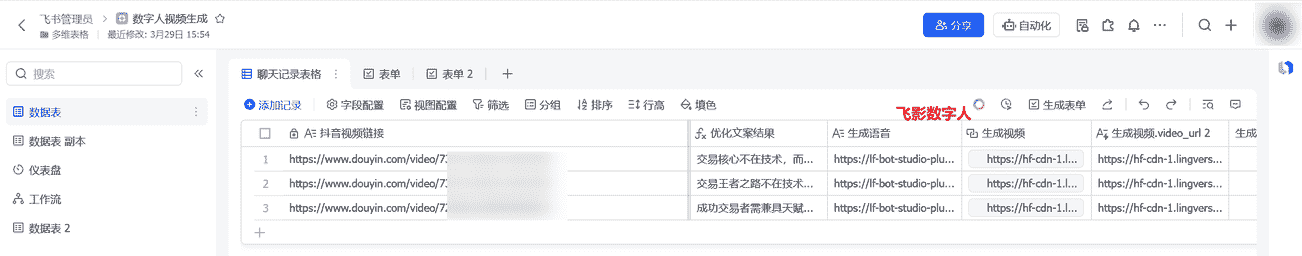 飞书管理员 > 数字人视频生成
多维表格 | 最近修改: 3月29日 15:54
分享
自动化
搜索
数据表
数据表 副本
仪表盘
工作流
数据表 2
聊天记录表格 表单 表单 2
添加记录 字段配置 视图配置 筛选 分组 排序 行高 填色 生成表单
飞影数字人
抖音视频链接 优化文案结果 生成语音 生成视频 生成视频.video_url 2 生成
1 https://www.douyin.com/video/73 交易核心不在技术，而... https://lf-bot-studio-plu... https://hf-cdn-1.l... https://hf-cdn-1.lingvers...
2 https://www.douyin.com/video/7 交易王者之路不在技术... https://lf-bot-studio-plu... https://hf-cdn-1.l... https://hf-cdn-1.lingvers...
3 https://www.douyin.com/video/72 成功交易者需兼具天赋... https://lf-bot-studio-plu... https://hf-cdn-1.l... https://hf-cdn-1.lingvers...